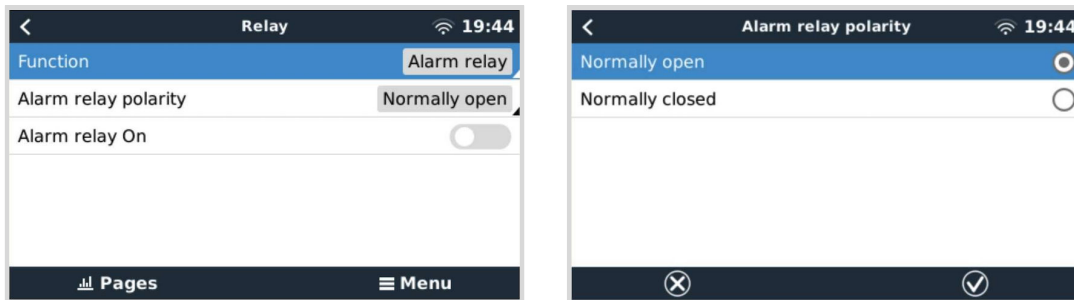 Relay
19:44
Function
Alarm relay
Alarm relay polarity
Normally open
Alarm relay On
Pages
Menu
Alarm relay polarity
19:44
Normally open
Normally closed